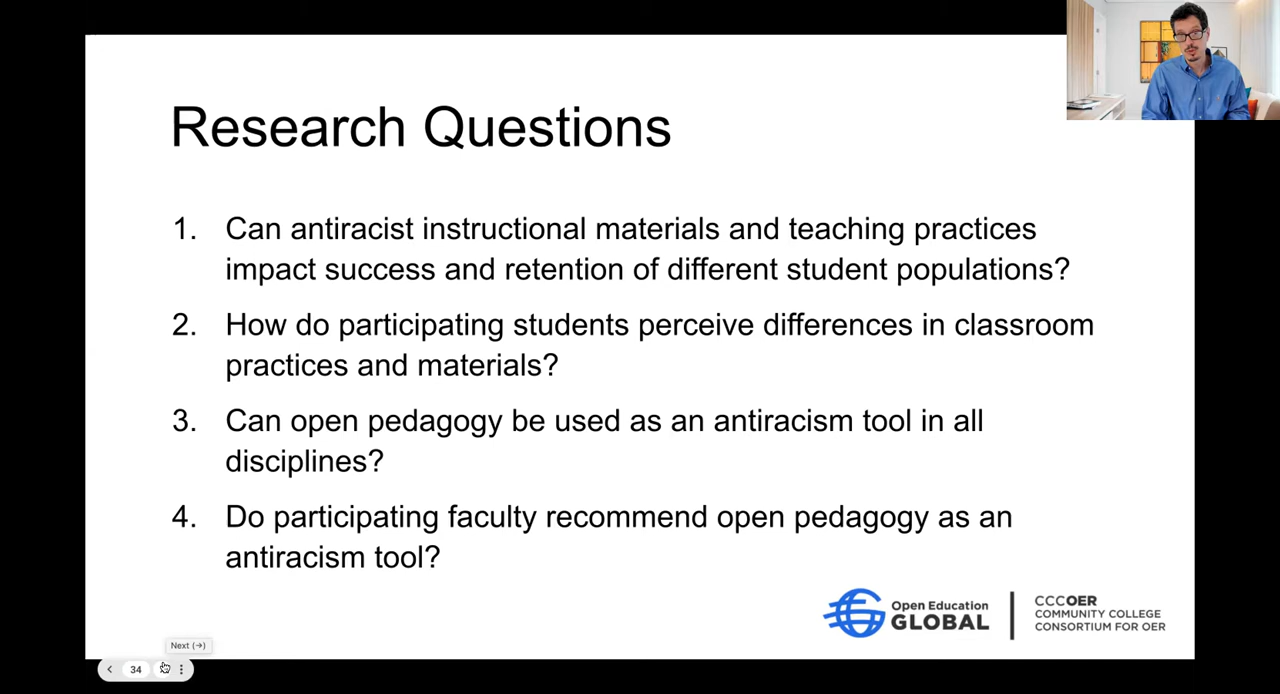 Research Questions
1. Can antiracist instructional materials and teaching practices
impact success and retention of different student populations?
2. How do participating students perceive differences in classroom
practices and materials?
3. Can open pedagogy be used as an antiracism tool in all
disciplines?
4. Do participating faculty recommend open pedagogy as an
antiracism tool?
Open Education
GLOBAL
CCCOER
COMMUNITY COLLEGE
CONSORTIUM FOR OER
Next (→)
34